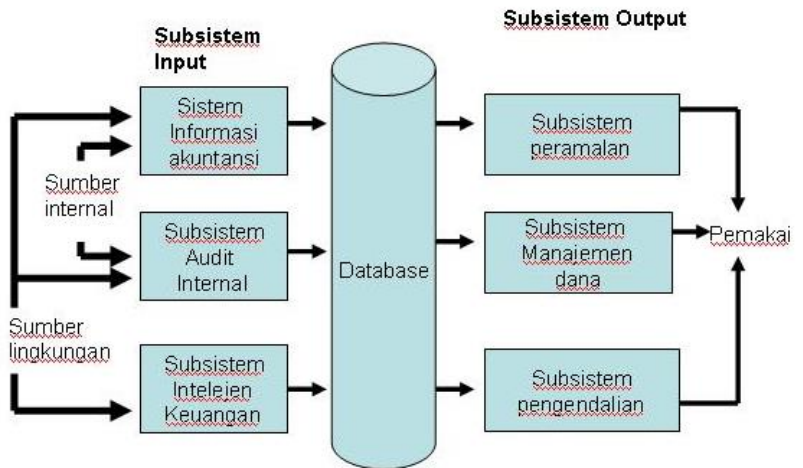 Subsistem
Input
Subsistem Output
Sistem
Informasi
akuntansi
Subsistem
peramalan
Sumber
internal
Subsistem
Audit
Internal
Database
Subsistem
Manajemen
dana
Pemakai
Sumber
lingkungan
Subsistem
Intelejen
Keuangan
Subsistem
pengendalian